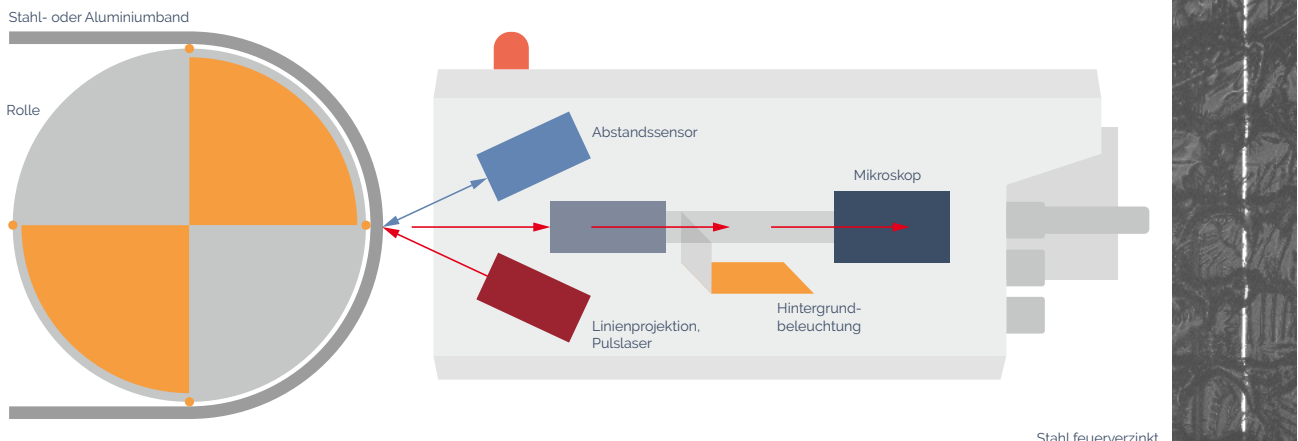 Stahl- oder Aluminiumband
Rolle
Abstandssensor
Mikroskop
Hintergrund-
beleuchtung
Linienprojektion,
Pulslaser
Stahl feuerverzinkt